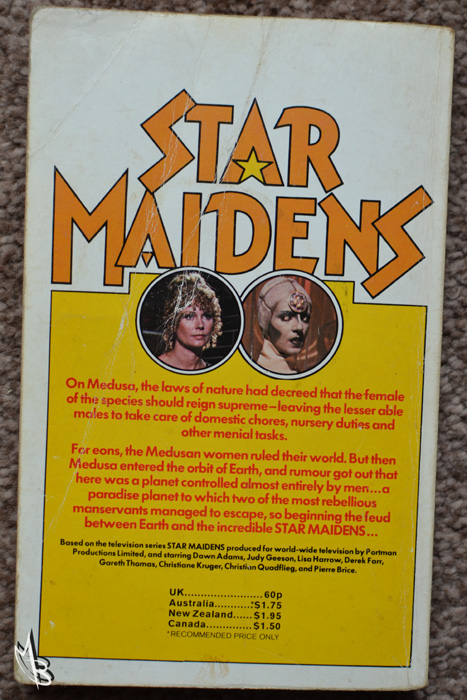 STAR
MAIDENS
On Medusa, the laws of nature had decreed that the female
of the species should reign supreme—leaving the lesser able
males to take care of domestic chores, nursery duties and
other menial tasks.
For eons, the Medusan women ruled their world. But then
Medusa entered the orbit of Earth, and rumour got out that
here was a planet controlled almost entirely by men...a
paradise planet to which two of the most rebellious
manservants managed to escape, so beginning the feud
between Earth and the incredible STAR MAIDENS...
Based on the television series STAR MAIDENS produced for world-wide television by Portman
Productions Limited, and starring Dawn Adams, Judy Geeson, Lisa Harrow, Derek Farr,
Gareth Thomas, Christiane Kruger, Christian Quadflieg, and Pierre Brice.
UK........................60p
Australia...........*$1.75
New Zealand......$1.95
Canada...............$1.50
*RECOMMENDED PRICE ONLY
MB